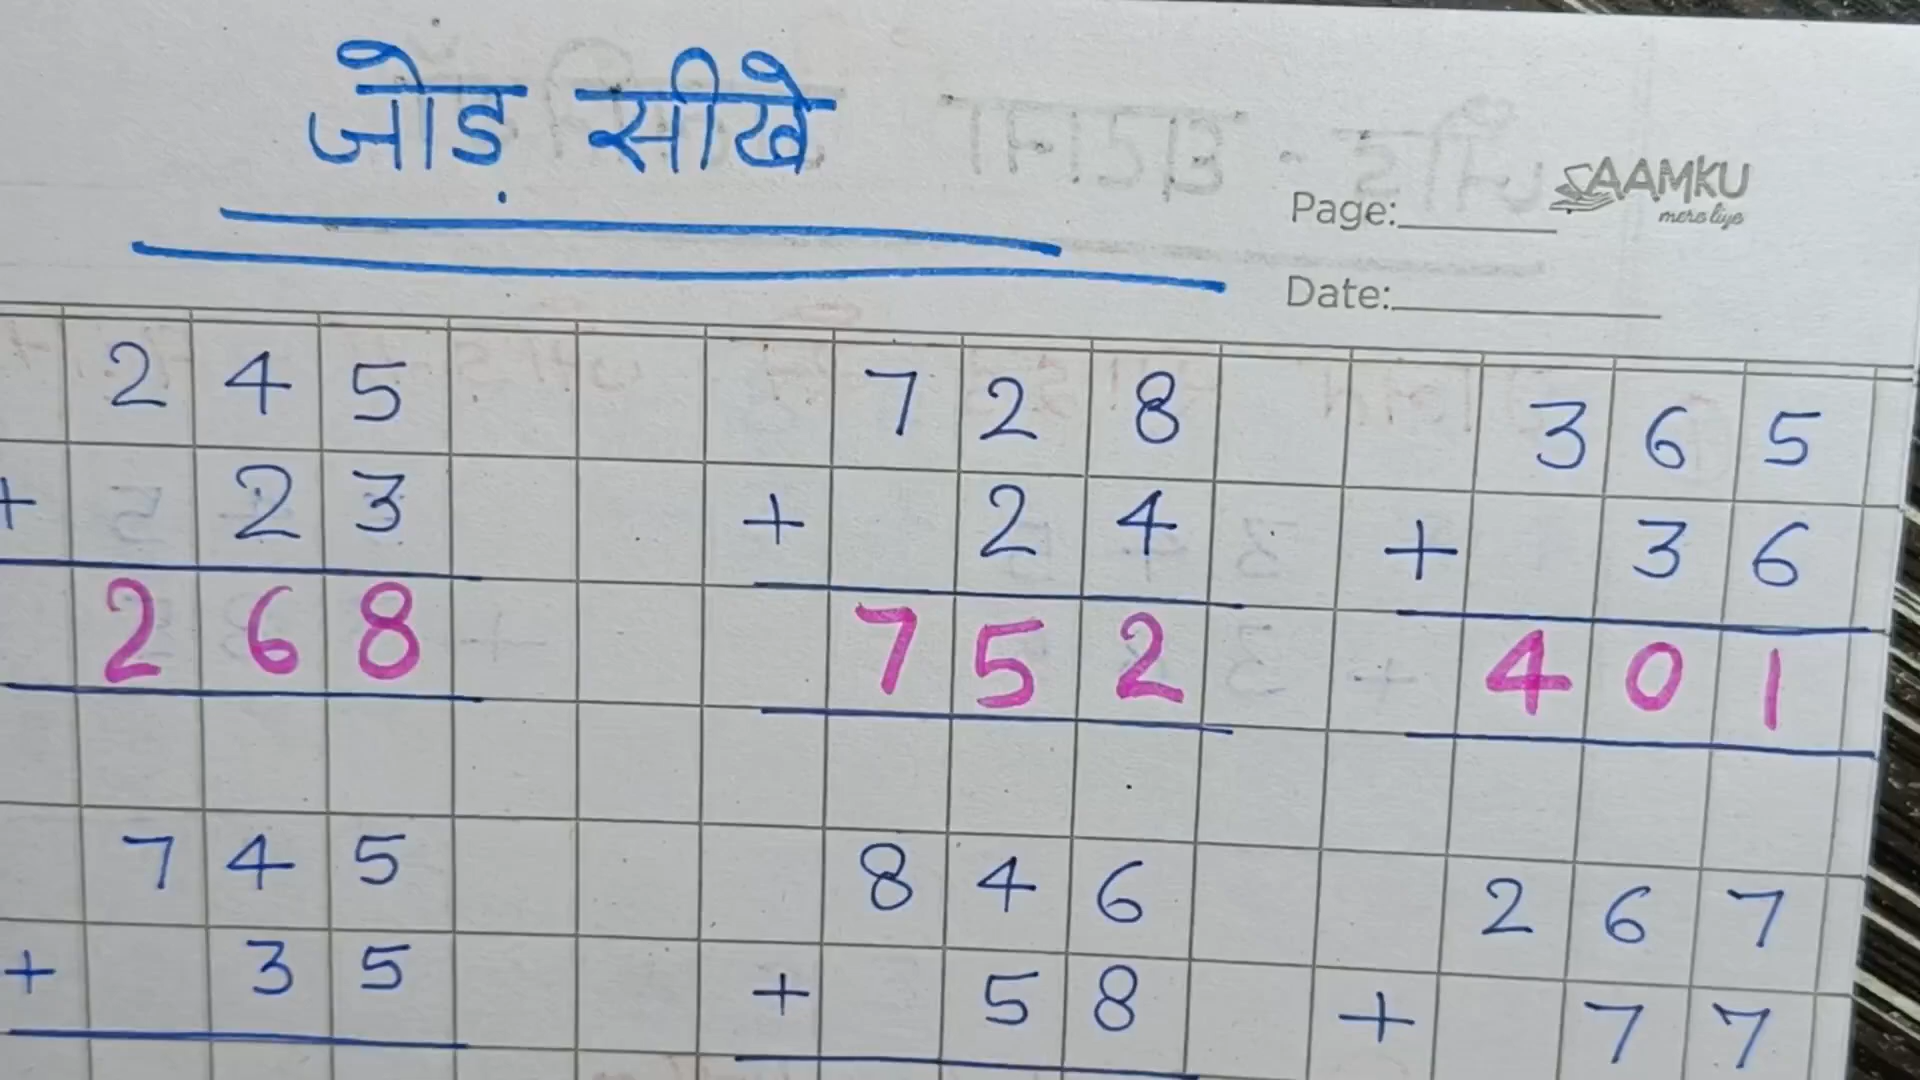 जोड़ सीखे
AAMKU
mere liye
Page:
Date:
2 4 5 7 2 8 3 6 5
+ 2 3 + 2 4 + 3 6
2 6 8 7 5 2 4 0 1
7 4 5 8 4 6 2 6 7
+ 3 5 + 5 8 + 7 7